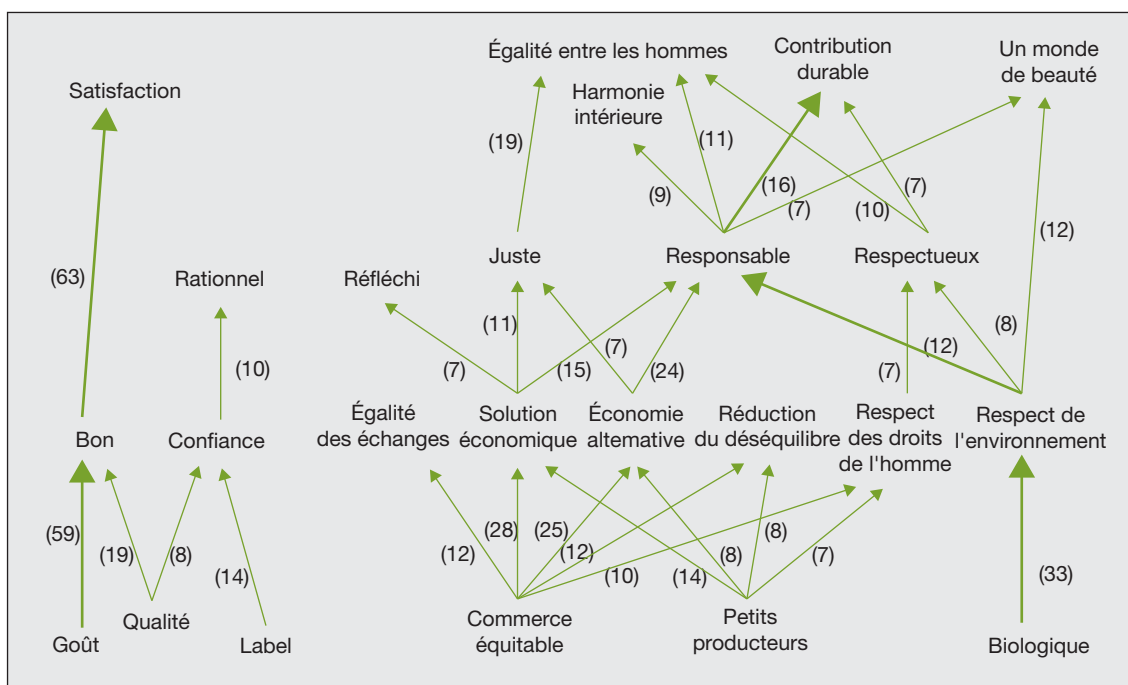 Égalité entre les hommes
Contribution
durable
Un monde
de beauté
Satisfaction
Harmonie
intérieure
(19)
(11)
(9)
(16)
(7)
(7)
(10)
(12)
(63)
Rationnel
Réfléchi
Juste
Responsable
Respectueux
(10)
(7)
(11)
(15)
(7)
(24)
(7)
(12)
(8)
Bon
Confiance
Égalité
des échanges
Solution
économique
Économie
altemative
Réduction
du déséquilibre
Respect
des droits
de l'homme
Respect de
l'environnement
(59)
(19)
(8)
(14)
(12)
(28)
(25)
(12)
(10)
(14)
(8)
(8)
(7)
(33)
Goût
Qualité
Label
Commerce
équitable
Petits
producteurs
Biologique